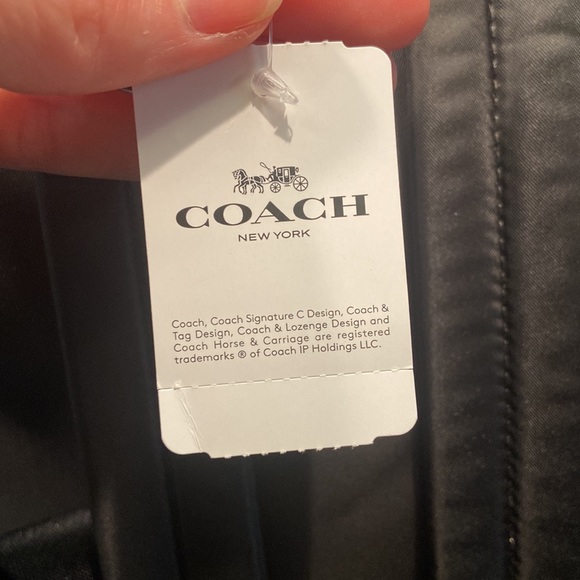 COACH
NEW YORK
Coach, Coach Signature C Design, Coach &
Tag Design, Coach & Lozenge Design and
Coach Horse & Carriage are registered
trademarks ® of Coach IP Holdings LLC.